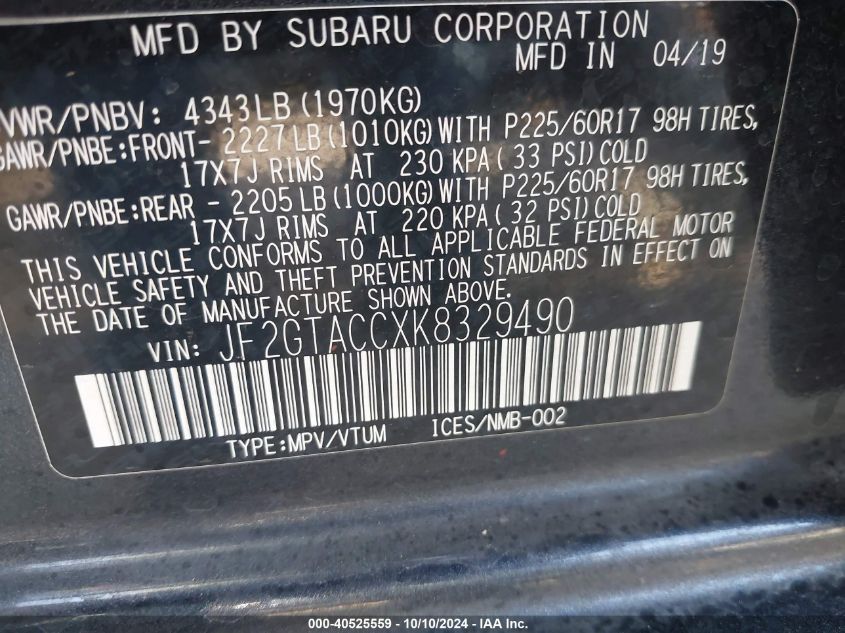 MFD BY SUBARU CORPORATION
MFD IN 04/19
VWR/PNBV: 4343LB (1970KG)
GAWR/PNBE:FRONT- 2227LB (1010KG) WITH P225/60R17 98H TIRES,
17X7J RIMS AT 230 KPA ( 33 PSI) COLD
GAWR/PNBE:REAR - 2205 LB (1000KG) WITH P225/60R17 98H TIRES,
17X7J RIMS AT 220 KPA ( 32 PSI) COLD
THIS VEHICLE CONFORMS TO ALL APPLICABLE FEDERAL MOTOR
VEHICLE SAFETY AND THEFT PREVENTION STANDARDS IN EFFECT ON
THE DATE OF MANUFACTURE SHOWN ABOVE.
VIN: JF2GTACCXK8329490
TYPE:MPV/VTUM ICES/NMB-002
000-40525559 - 10/10/2024 - IAA Inc.